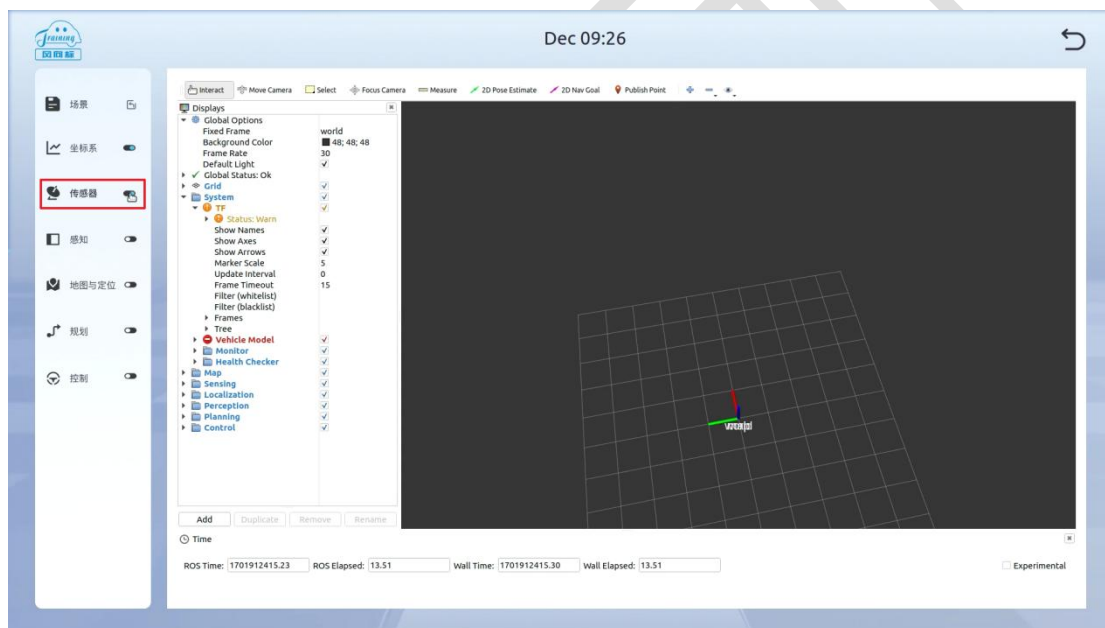 Training
风向标
Dec 09:26
场景
坐标系
传感器
感知
地图与定位
规划
控制
Interact Move Camera Select Focus Camera Measure 2D Pose Estimate 2D Nav Goal Publish Point
Displays
Global Options
Fixed Frame world
Background Color 48; 48; 48
Frame Rate 30
Default Light
Global Status: Ok
Grid
System
TF
Status: Warn
Show Names
Show Axes
Show Arrows
Marker Scale 5
Update Interval 0
Frame Timeout 15
Filter (whitelist)
Filter (blacklist)
Frames
Tree
Vehicle Model
Monitor
Health Checker
Map
Sensing
Localization
Perception
Planning
Control
Add Duplicate Remove Rename
Time
ROS Time: 1701912415.23 ROS Elapsed: 13.51 Wall Time: 1701912415.30 Wall Elapsed: 13.51 Experimental